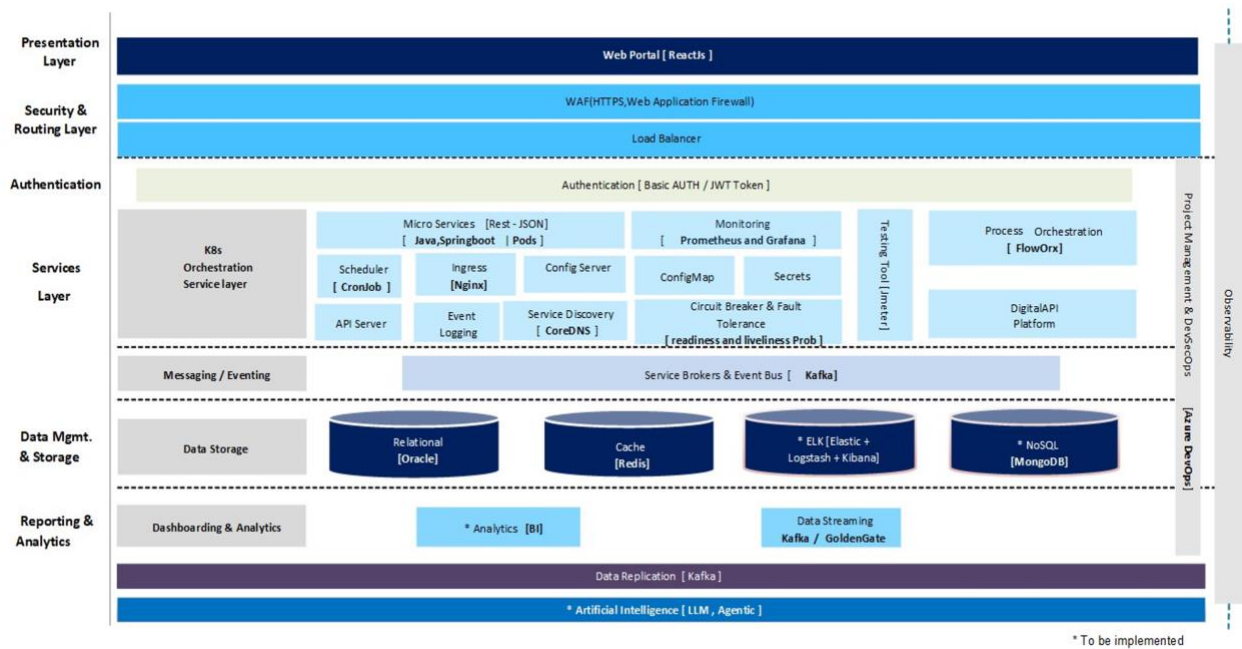 Presentation
Layer
Web Portal [ ReactJs ]
Security &
Routing Layer
WAF(HTTPS,Web Application Firewall)
Load Balancer
Authentication
Authentication [ Basic AUTH / JWT Token ]
Services
Layer
K8s
Orchestration
Service layer
Micro Services [Rest - JSON]
[ Java,Springboot | Pods ]
Monitoring
[ Prometheus and Grafana ]
Scheduler
[ CronJob ]
Ingress
[Nginx]
Config Server
ConfigMap
Secrets
API Server
Event
Logging
Service Discovery
[ CoreDNS ]
Circuit Breaker & Fault
Tolerance
[ readiness and liveliness Prob ]
Testing Tool [Jmeter]
Process Orchestration
[ FlowOrx]
DigitalAPI
Platform
Messaging / Eventing
Service Brokers & Event Bus [ Kafka]
Data Mgmt.
& Storage
Data Storage
Relational
[Oracle]
Cache
[Redis]
* ELK [Elastic +
Logstash + Kibana]
* NoSQL
[MongoDB]
Reporting &
Analytics
Dashboarding & Analytics
* Analytics [BI]
Data Streaming
Kafka / GoldenGate
Data Replication [ Kafka ]
* Artificial Intelligence [ LLM , Agentic ]
Project Management & DevSecOps
[Azure DevOps]
Observability
* To be implemented